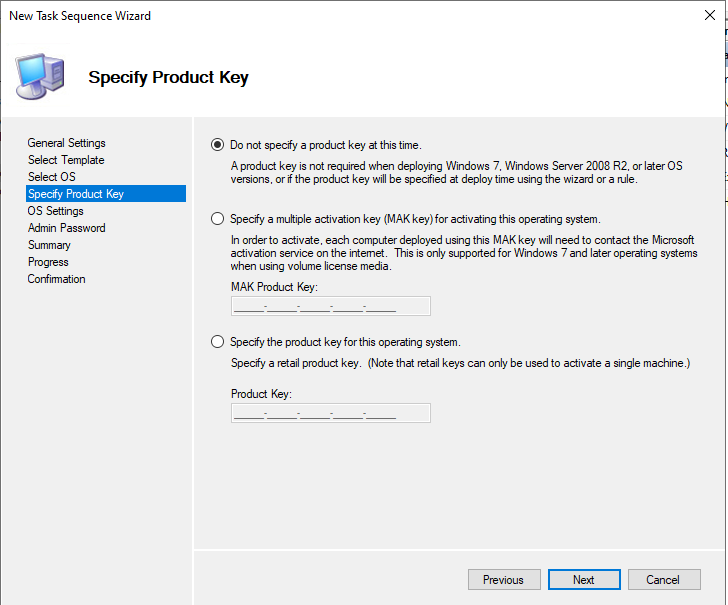 New Task Sequence Wizard
Specify Product Key
General Settings
Select Template
Select OS
Specify Product Key
OS Settings
Admin Password
Summary
Progress
Confirmation
Do not specify a product key at this time.
A product key is not required when deploying Windows 7, Windows Server 2008 R2, or later OS
versions, or if the product key will be specified at deploy time using the wizard or a rule.
Specify a multiple activation key (MAK key) for activating this operating system.
In order to activate, each computer deployed using this MAK key will need to contact the Microsoft
activation service on the internet.  This is only supported for Windows 7 and later operating systems
when using volume license media.
MAK Product Key:
_____-_____-_____-_____-_____
Specify the product key for this operating system.
Specify a retail product key.  (Note that retail keys can only be used to activate a single machine.)
Product Key:
_____-_____-_____-_____-_____
Previous
Next
Cancel